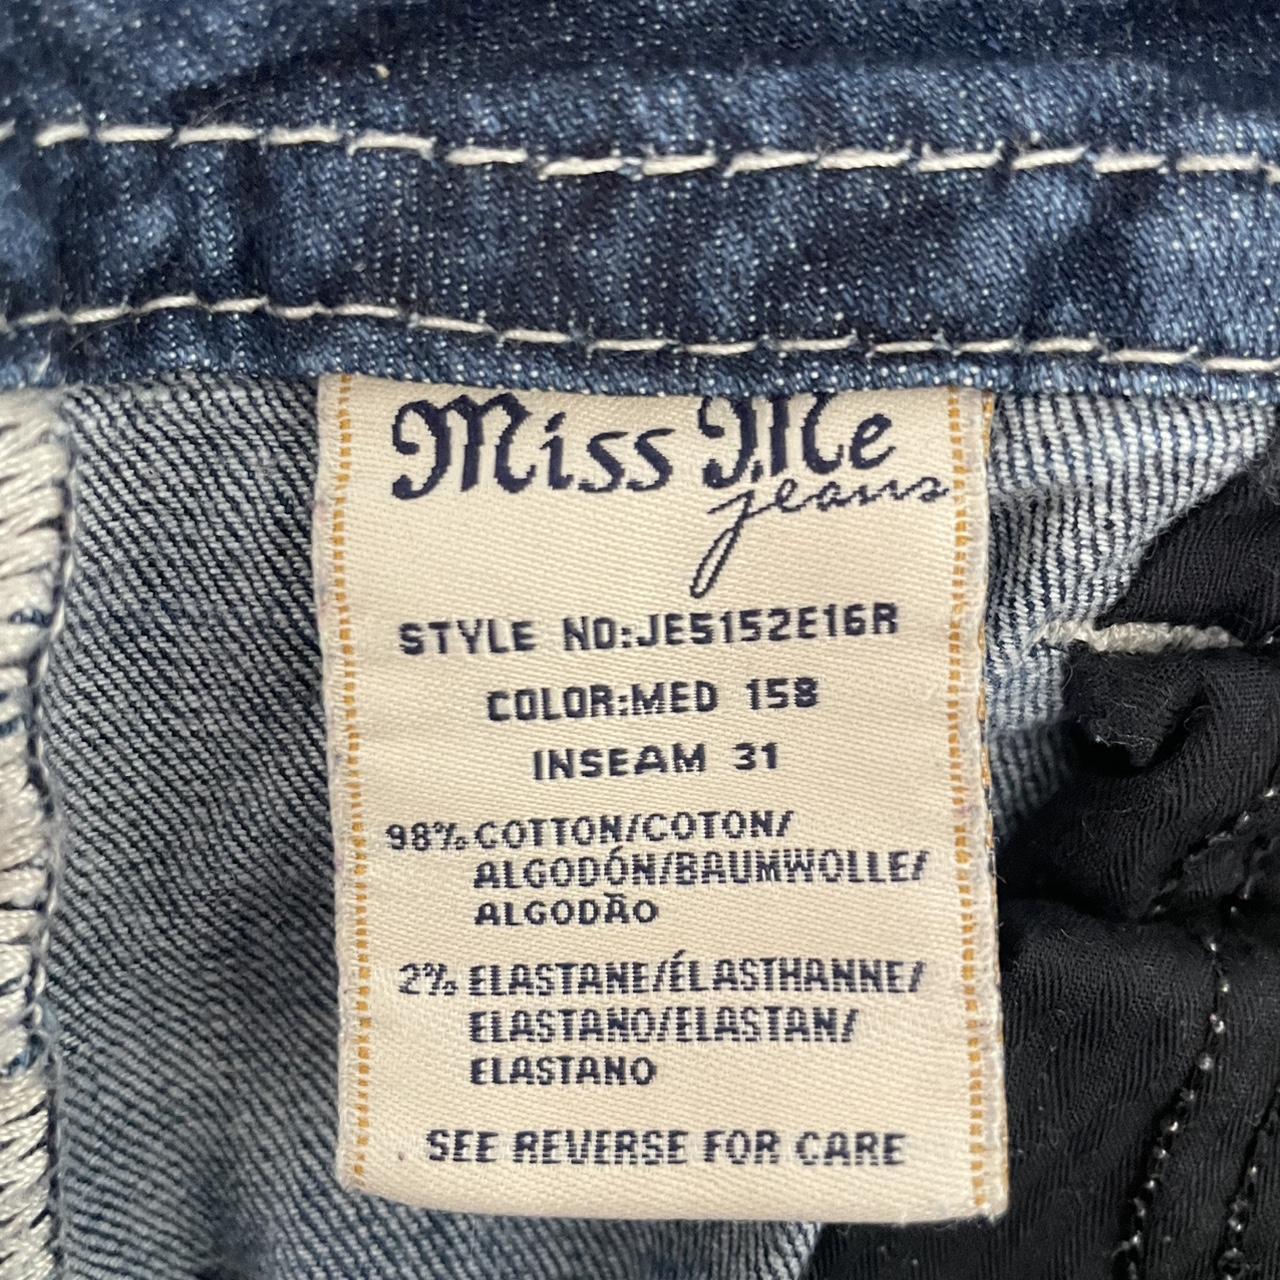 Miss Me
jeans
STYLE NO:JE5152E16R
COLOR:MED 158
INSEAM 31
98% COTTON/COTON/
ALGODÓN/BAUMWOLLE/
ALGODÃO
2% ELASTANE/ÉLASTHANNE/
ELASTANO/ELASTAN/
ELASTANO
SEE REVERSE FOR CARE